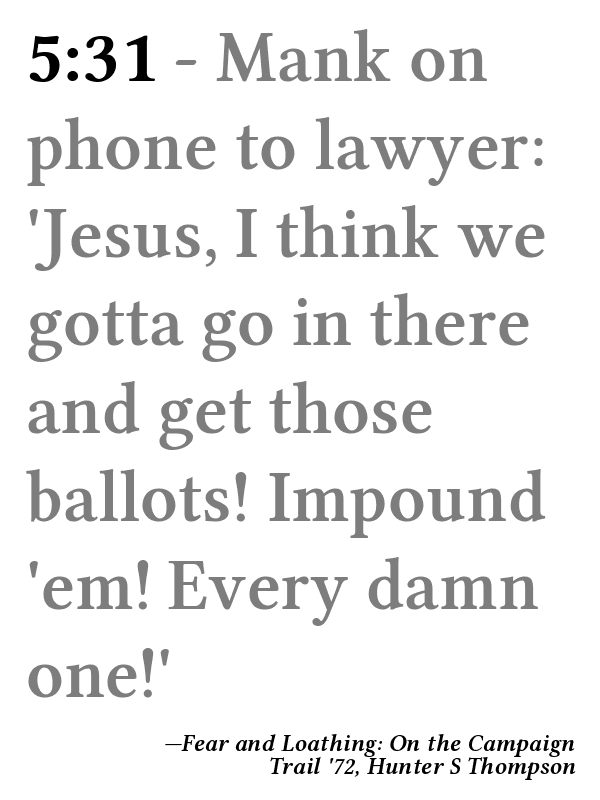 5:31 - Mank on
phone to lawyer:
'Jesus, I think we
gotta go in there
and get those
ballots! Impound
'em! Every damn
one!'
—Fear and Loathing: On the Campaign
Trail '72, Hunter S Thompson